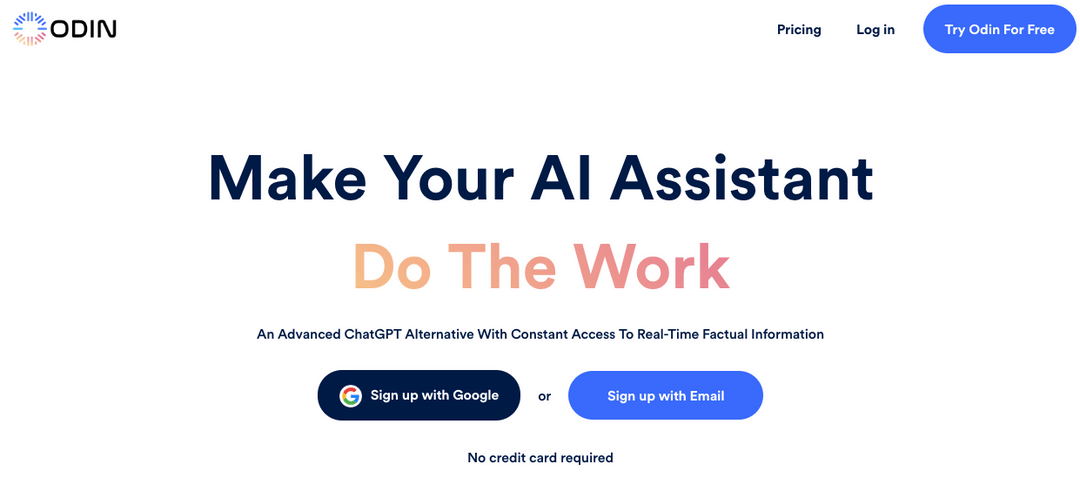 ODIN
Pricing
Log in
Try Odin For Free
Make Your AI Assistant
Do The Work
An Advanced ChatGPT Alternative With Constant Access To Real-Time Factual Information
Sign up with Google
or
Sign up with Email
No credit card required